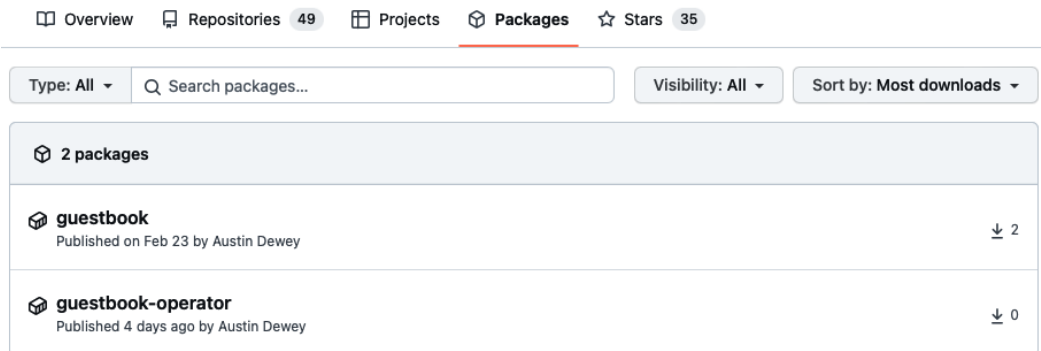 Overview Repositories 49 Projects Packages Stars 35
Type: All Search packages... Visibility: All Sort by: Most downloads
2 packages
guestbook
Published on Feb 23 by Austin Dewey
2
guestbook-operator
Published 4 days ago by Austin Dewey
0